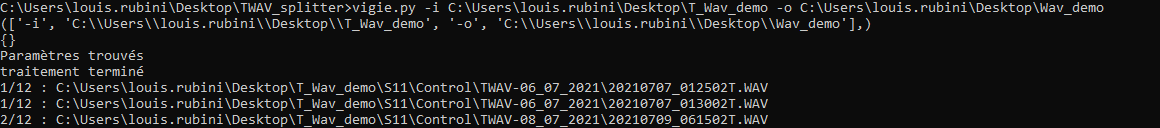 C:\Users\louis.rubini\Desktop\TWAV_splitter>vigie.py -i C:\Users\louis.rubini\Desktop\T_Wav_demo -o C:\Users\louis.rubini\Desktop\Wav_demo
(['-i', 'C:\\Users\\louis.rubini\\Desktop\\T_Wav_demo', '-o', 'C:\\Users\\louis.rubini\\Desktop\\Wav_demo'],)
{}
Paramètres trouvés
traitement terminé
1/12 : C:\Users\louis.rubini\Desktop\T_Wav_demo\S11\Control\TWAV-06_07_2021\20210707_012502T.WAV
1/12 : C:\Users\louis.rubini\Desktop\T_Wav_demo\S11\Control\TWAV-06_07_2021\20210707_013002T.WAV
2/12 : C:\Users\louis.rubini\Desktop\T_Wav_demo\S11\Control\TWAV-08_07_2021\20210709_061502T.WAV